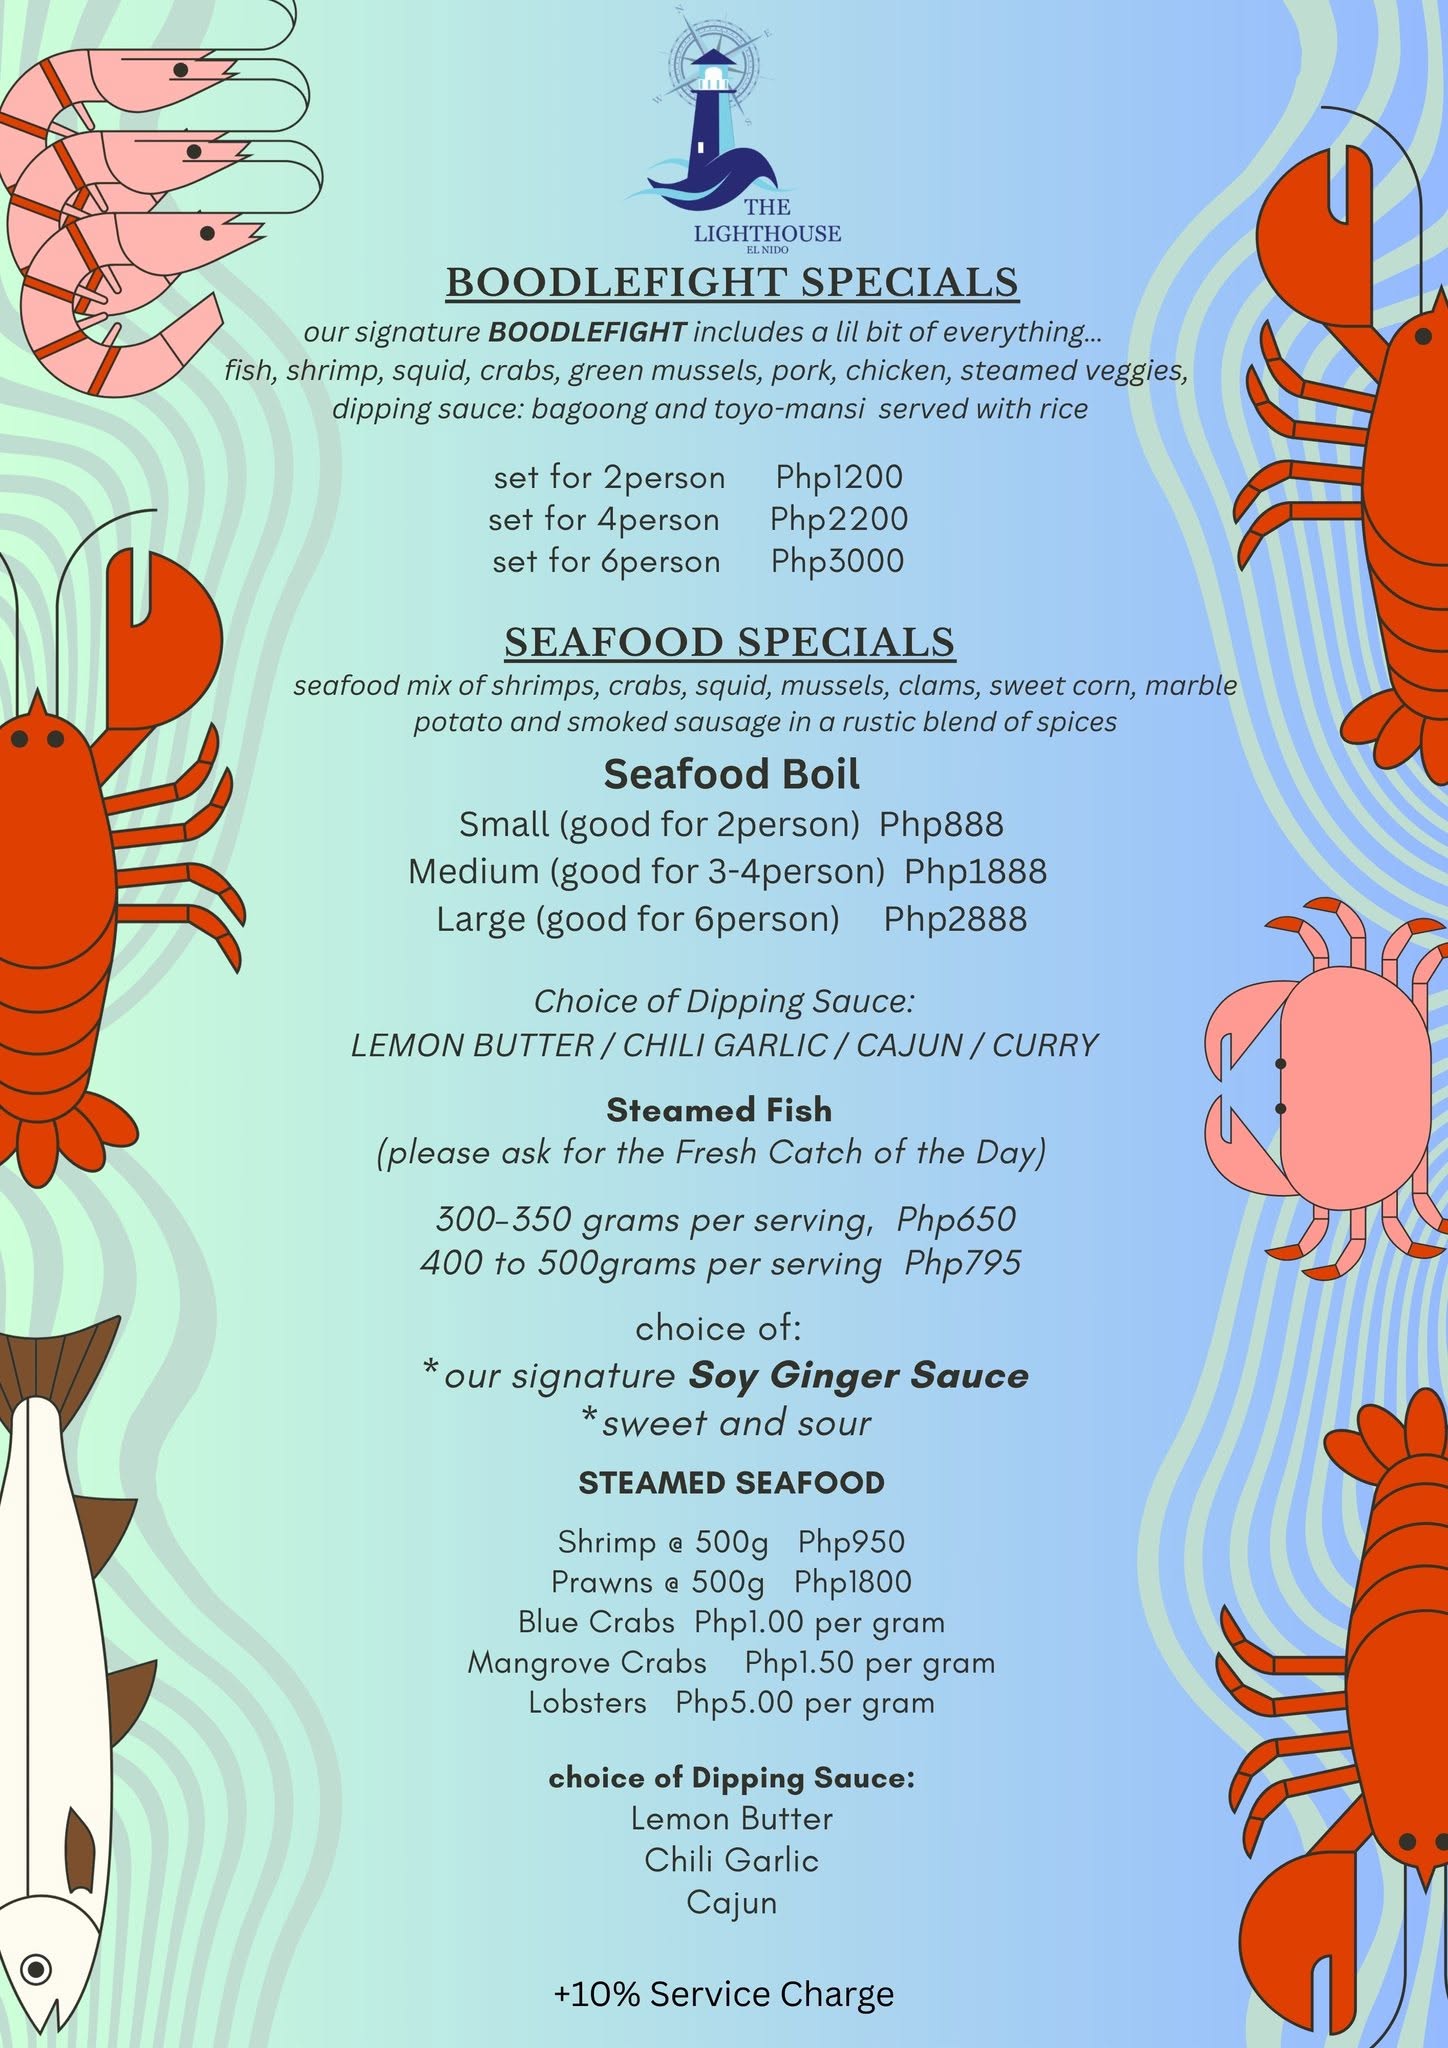 N
E
W
S
THE
LIGHTHOUSE
EL NIDO
BOODLEFIGHT SPECIALS
our signature BOODLEFIGHT includes a lil bit of everything...
fish, shrimp, squid, crabs, green mussels, pork, chicken, steamed veggies,
dipping sauce: bagoong and toyo-mansi served with rice
set for 2person Php1200
set for 4person Php2200
set for 6person Php3000
SEAFOOD SPECIALS
seafood mix of shrimps, crabs, squid, mussels, clams, sweet corn, marble
potato and smoked sausage in a rustic blend of spices
Seafood Boil
Small (good for 2person) Php888
Medium (good for 3-4person) Php1888
Large (good for 6person) Php2888
Choice of Dipping Sauce:
LEMON BUTTER / CHILI GARLIC / CAJUN / CURRY
Steamed Fish
(please ask for the Fresh Catch of the Day)
300-350 grams per serving, Php650
400 to 500grams per serving Php795
choice of:
*our signature Soy Ginger Sauce
*sweet and sour
STEAMED SEAFOOD
Shrimp @ 500g Php950
Prawns @ 500g Php1800
Blue Crabs Php1.00 per gram
Mangrove Crabs Php1.50 per gram
Lobsters Php5.00 per gram
choice of Dipping Sauce:
Lemon Butter
Chili Garlic
Cajun
+10% Service Charge